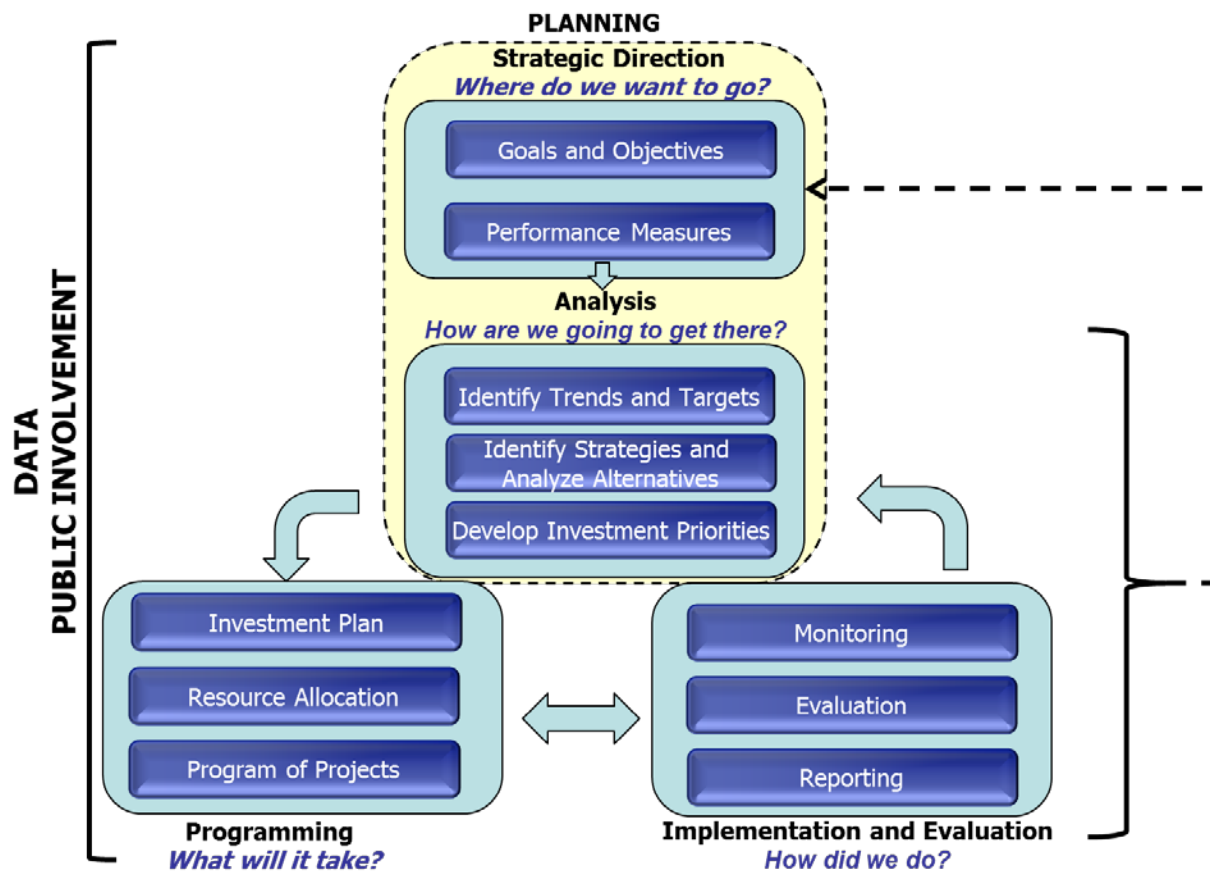 PLANNING
Strategic Direction
Where do we want to go?
Goals and Objectives
Performance Measures
Analysis
How are we going to get there?
Identify Trends and Targets
Identify Strategies and
Analyze Alternatives
Develop Investment Priorities
DATA
PUBLIC INVOLVEMENT
Investment Plan
Resource Allocation
Program of Projects
Programming
What will it take?
Monitoring
Evaluation
Reporting
Implementation and Evaluation
How did we do?